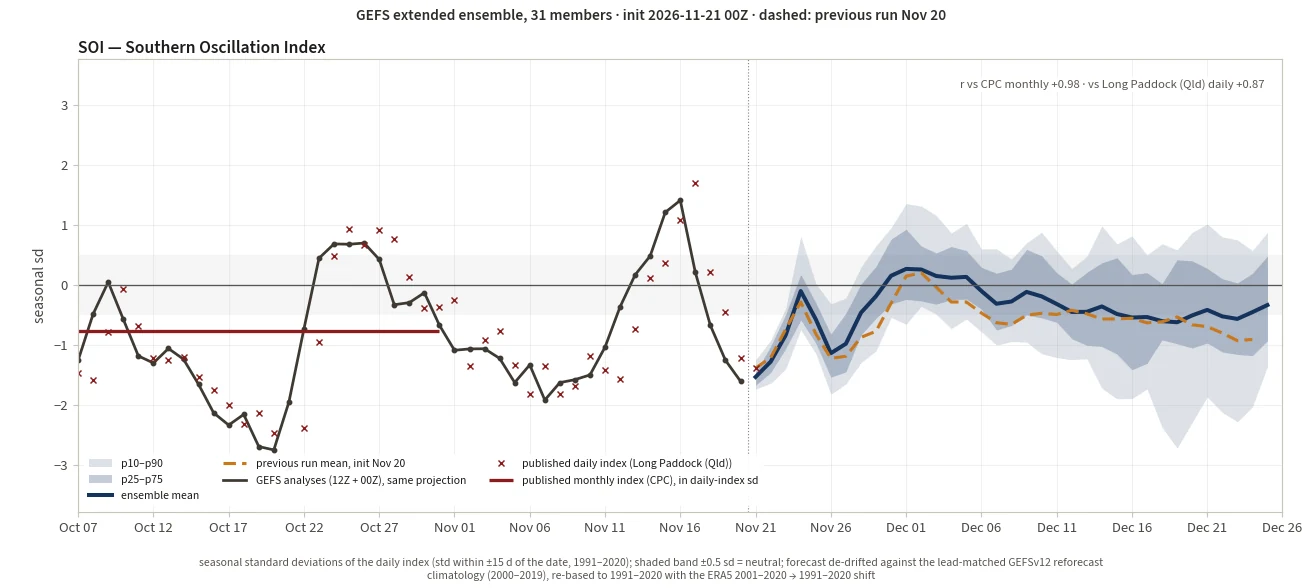 GEFS extended ensemble, 31 members · init 2026-11-21 00Z · dashed: previous run Nov 20
SOI — Southern Oscillation Index
r vs CPC monthly +0.98 · vs Long Paddock (Qld) daily +0.87
seasonal sd
3
2
1
0
−1
−2
−3
p10–p90
p25–p75
ensemble mean
previous run mean, init Nov 20
GEFS analyses (12Z + 00Z), same projection
published daily index (Long Paddock (Qld))
published monthly index (CPC), in daily-index sd
Oct 07 Oct 12 Oct 17 Oct 22 Oct 27 Nov 01 Nov 06 Nov 11 Nov 16 Nov 21 Nov 26 Dec 01 Dec 06 Dec 11 Dec 16 Dec 21 Dec 26
seasonal standard deviations of the daily index (std within ±15 d of the date, 1991–2020); shaded band ±0.5 sd = neutral; forecast de-drifted against the lead-matched GEFSv12 reforecast
climatology (2000–2019), re-based to 1991–2020 with the ERA5 2001–2020 → 1991–2020 shift